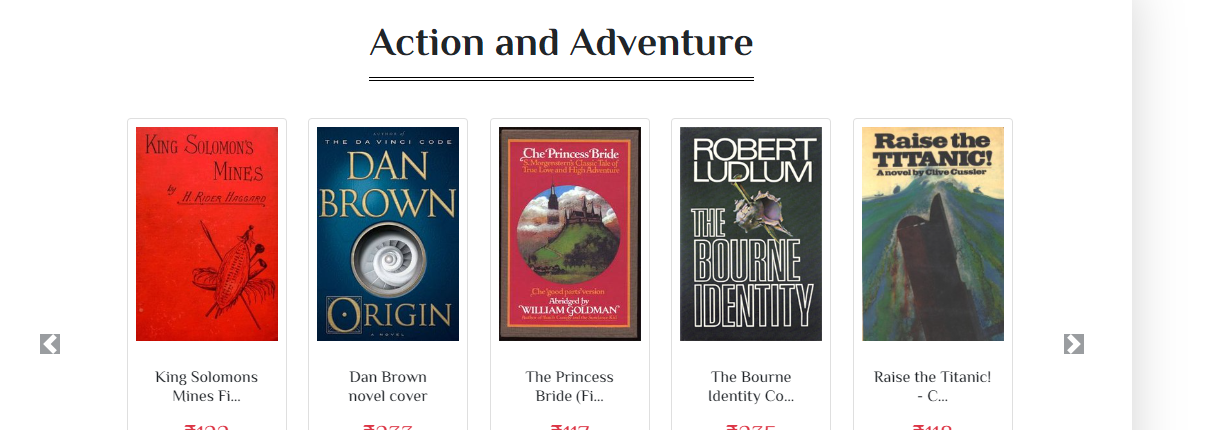 Action and Adventure
KING SOLOMON'S
MINES
by H. RIDER HAGGARD
AUTHOR of
THE DA VINCI CODE
DAN
BROWN
ORIGIN
A NOVEL
The Princess Bride
S. Morgenstern's Classic Tale of
True Love and High Adventure
The 'good parts' version
Abridged by
WILLIAM GOLDMAN
ROBERT
LUDLUM
THE
BOURNE
IDENTITY
Raise the
TITANIC!
A novel by Clive Cussler
King Solomons
Mines Fi...
Dan Brown
novel cover
The Princess
Bride (Fi...
The Bourne
Identity Co...
Raise the Titanic!
- C...